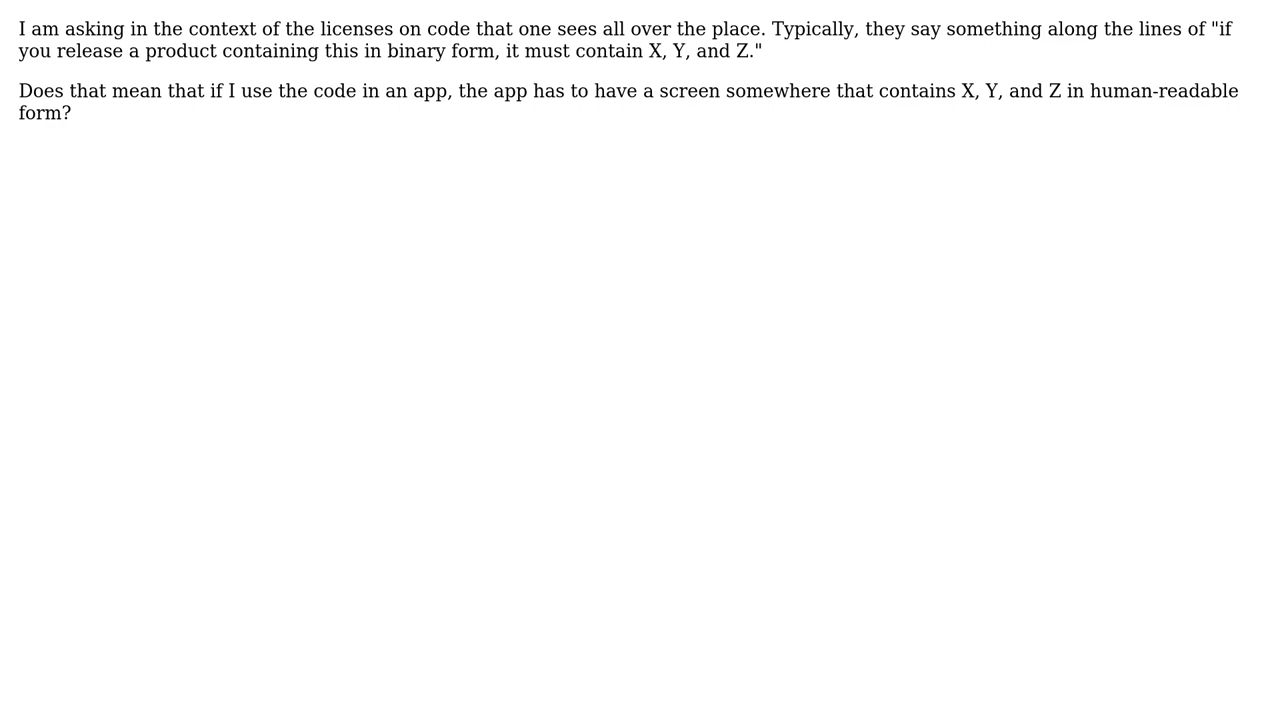 I am asking in the context of the licenses on code that one sees all over the place. Typically, they say something along the lines of "if
you release a product containing this in binary form, it must contain X, Y, and Z."
Does that mean that if I use the code in an app, the app has to have a screen somewhere that contains X, Y, and Z in human-readable
form?